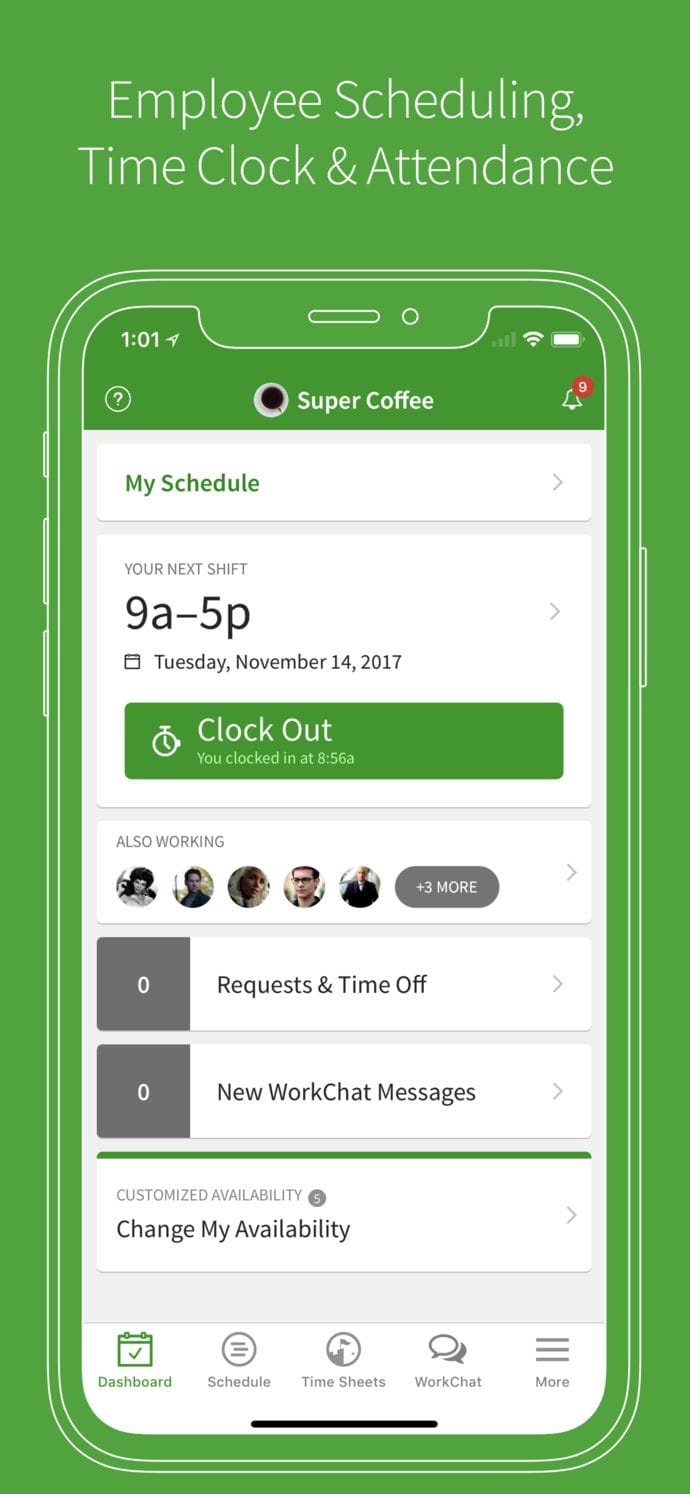 Employee Scheduling,
Time Clock & Attendance
1:01
?
Super Coffee
9
My Schedule
YOUR NEXT SHIFT
9a–5p
Tuesday, November 14, 2017
Clock Out
You clocked in at 8:56a
ALSO WORKING
+3 MORE
0
Requests & Time Off
0
New WorkChat Messages
CUSTOMIZED AVAILABILITY 5
Change My Availability
Dashboard
Schedule
Time Sheets
WorkChat
More